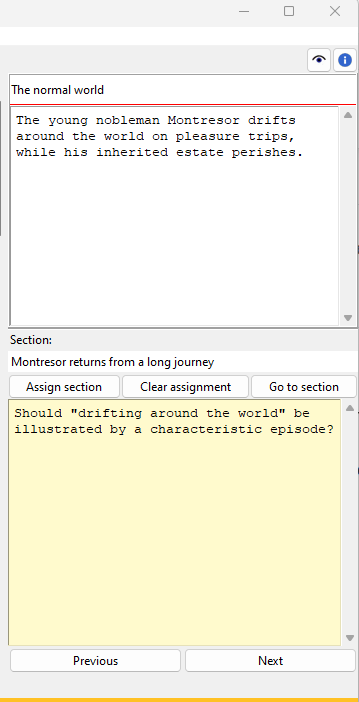 The normal world
The young nobleman Montresor drifts
around the world on pleasure trips,
while his inherited estate perishes.
Section:
Montresor returns from a long journey
Assign section Clear assignment Go to section
Should "drifting around the world" be
illustrated by a characteristic episode?
Previous Next